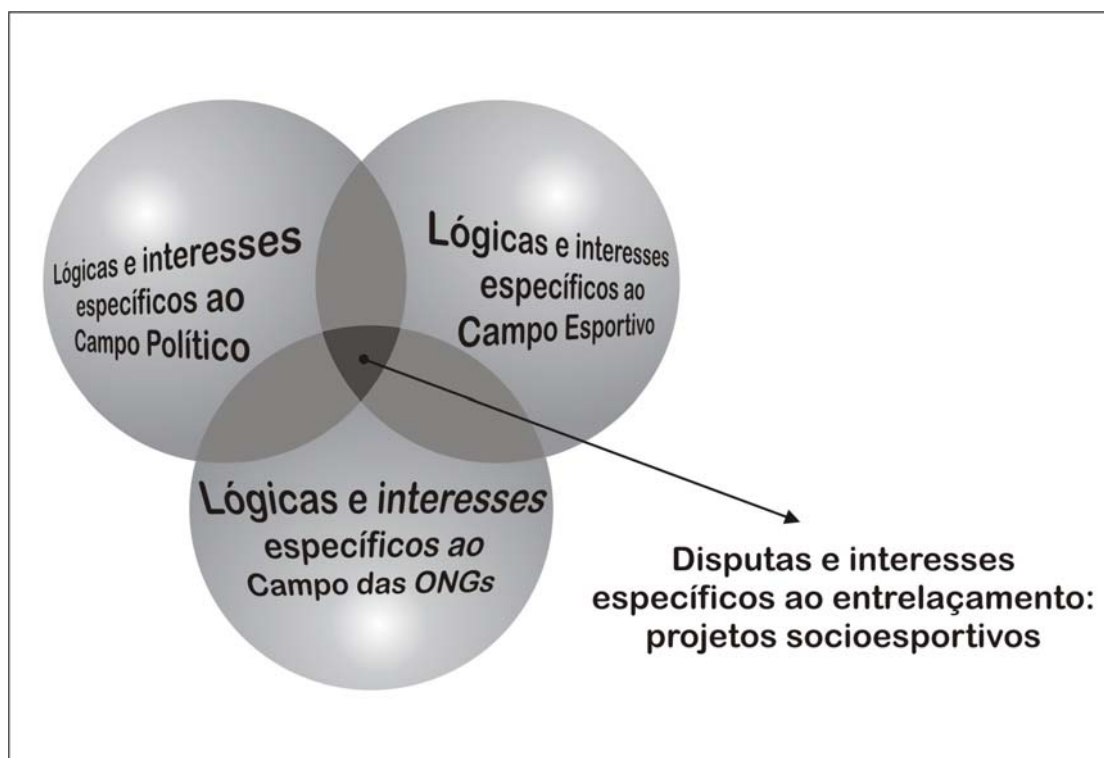 Lógicas e interesses
específicos ao
Campo Político
Lógicas e interesses
específicos ao
Campo Esportivo
Lógicas e interesses
específicos ao
Campo das ONGs
Disputas e interesses
específicos ao entrelaçamento:
projetos socioesportivos